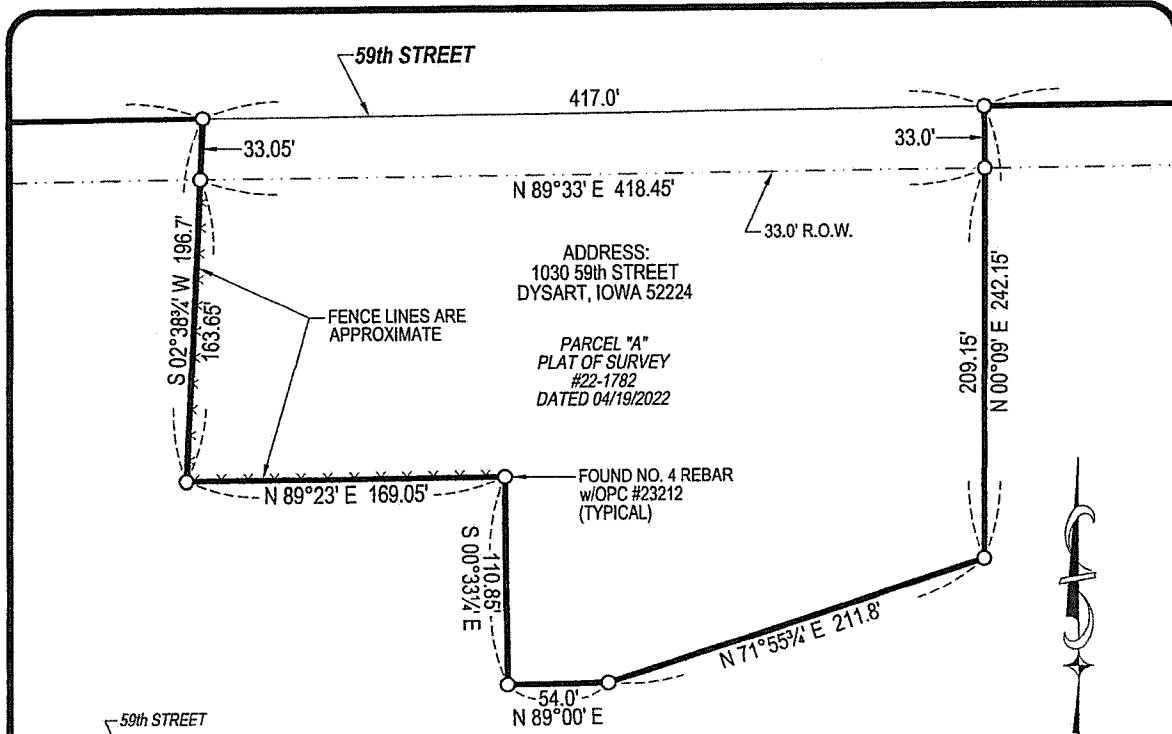 59th STREET
417.0'
33.05'
33.0'
N 89°33' E 418.45'
33.0' R.O.W.
S 02°38¾' W 196.7'
163.65'
ADDRESS:
1030 59th STREET
DYSART, IOWA 52224
FENCE LINES ARE
APPROXIMATE
PARCEL "A"
PLAT OF SURVEY
#22-1782
DATED 04/19/2022
209.15'
N 00°09' E 242.15'
N 89°23' E 169.05'
FOUND NO. 4 REBAR
w/OPC #23212
(TYPICAL)
110.85'
S 00°33¼' E
N 71°55¾' E 211.8'
54.0'
N 89°00' E
59th STREET